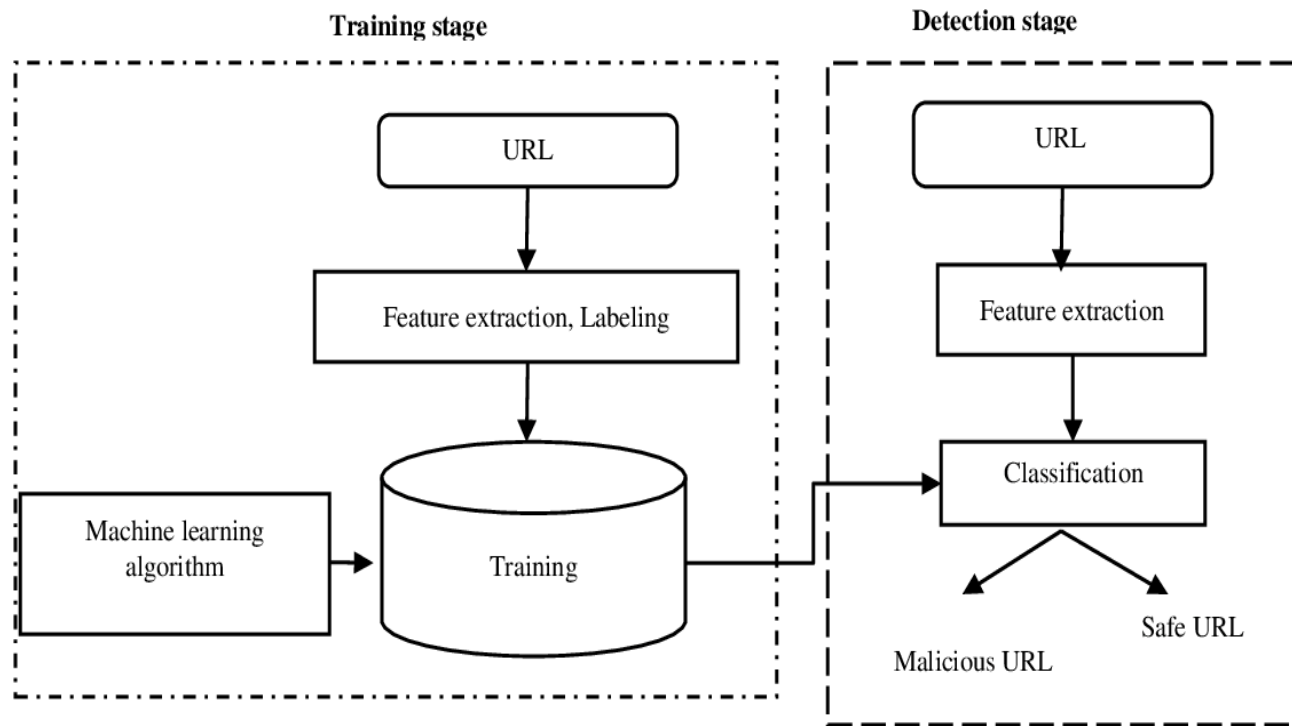 Training stage
URL
Feature extraction, Labeling
Machine learning
algorithm
Training
Detection stage
URL
Feature extraction
Classification
Safe URL
Malicious URL